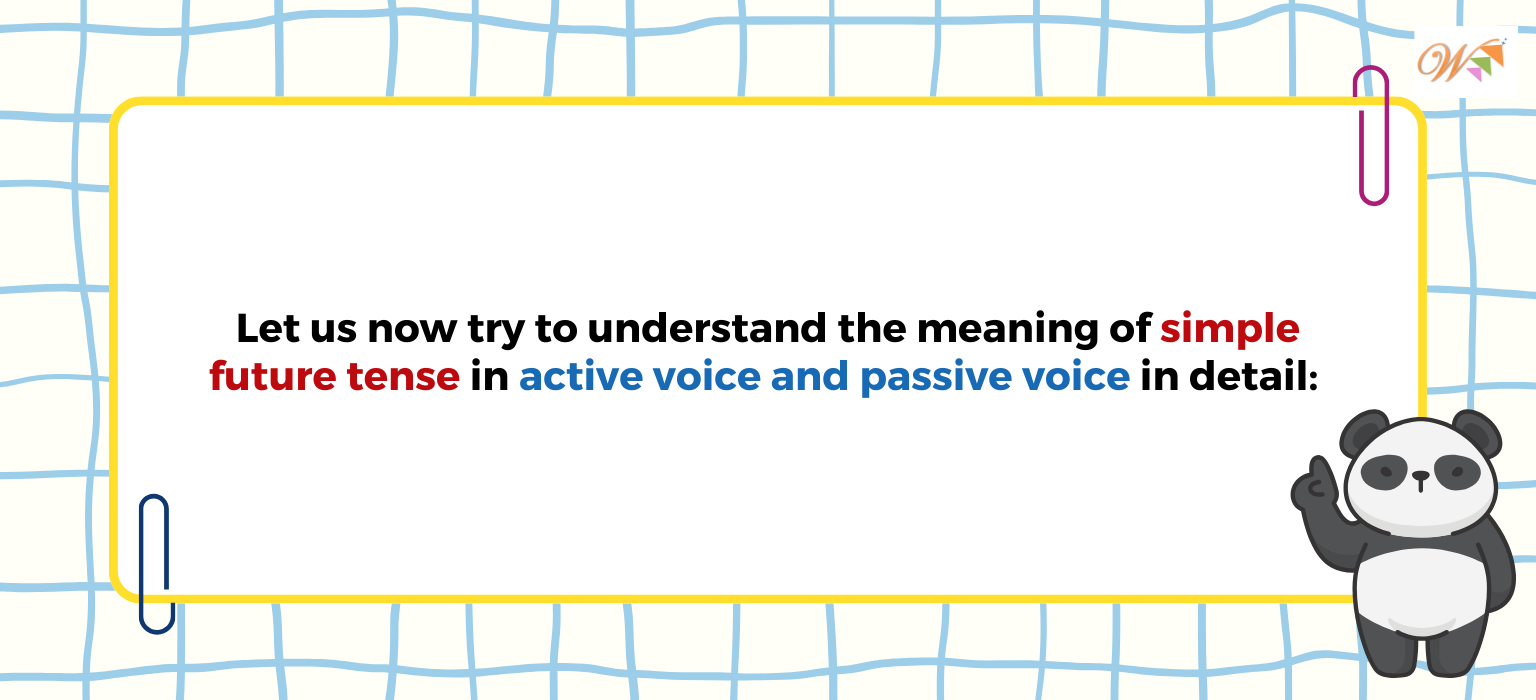 W
Let us now try to understand the meaning of simple
future tense in active voice and passive voice in detail: